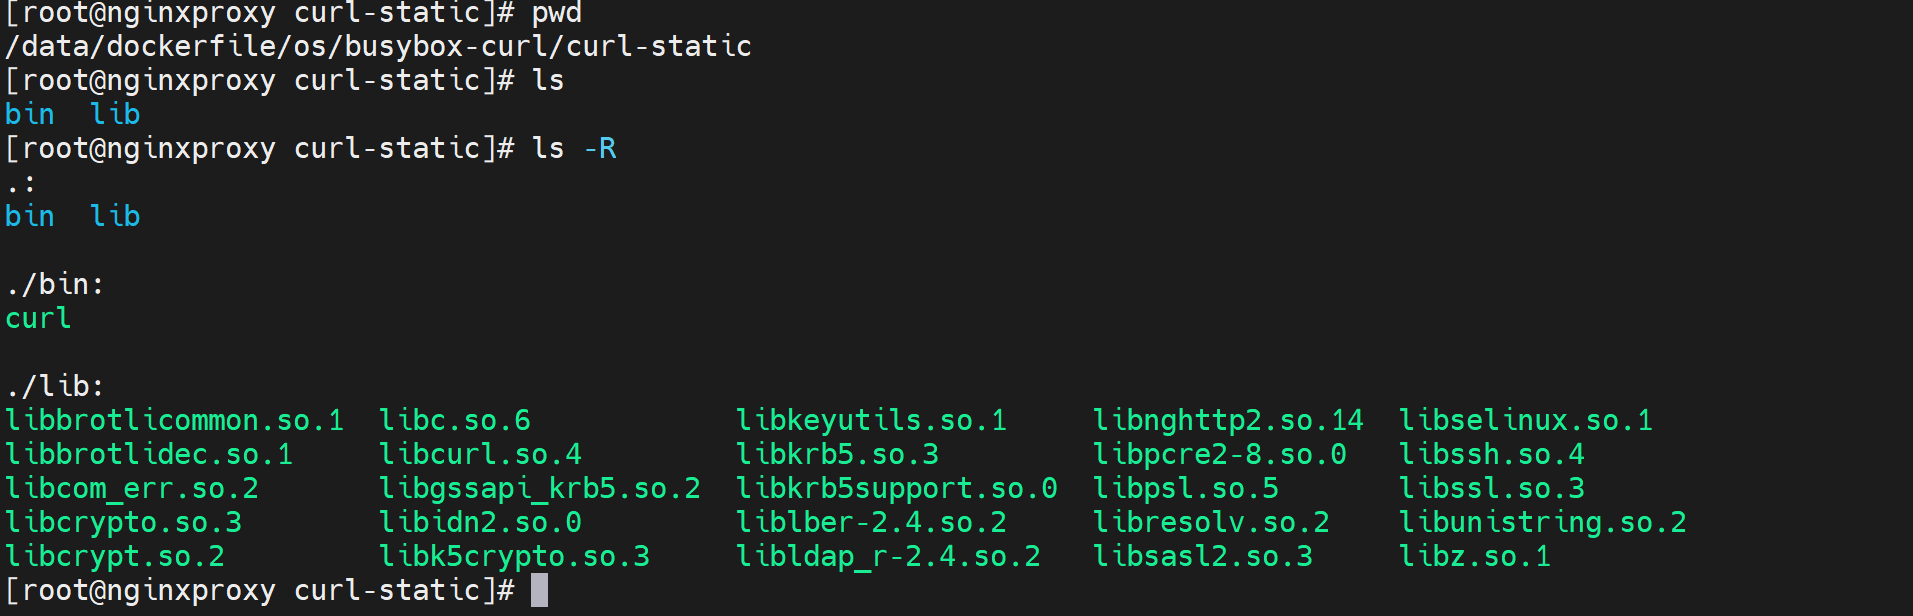 [root@nginxproxy curl-static]# pwd
/data/dockerfile/os/busybox-curl/curl-static
[root@nginxproxy curl-static]# ls
bin  lib
[root@nginxproxy curl-static]# ls -R
.:
bin  lib

./bin:
curl

./lib:
libbrotlicommon.so.1  libc.so.6            libkeyutils.so.1    libnghttp2.so.14  libselinux.so.1
libbrotlidec.so.1     libcurl.so.4         libkrb5.so.3        libpcre2-8.so.0   libssh.so.4
libcom_err.so.2       libgssapi_krb5.so.2  libkrb5support.so.0  libpsl.so.5       libssl.so.3
libcrypto.so.3        libidn2.so.0         liblber-2.4.so.2    libresolv.so.2    libunistring.so.2
libcrypt.so.2         libk5crypto.so.3     libldap_r-2.4.so.2  libsasl2.so.3     libz.so.1
[root@nginxproxy curl-static]#